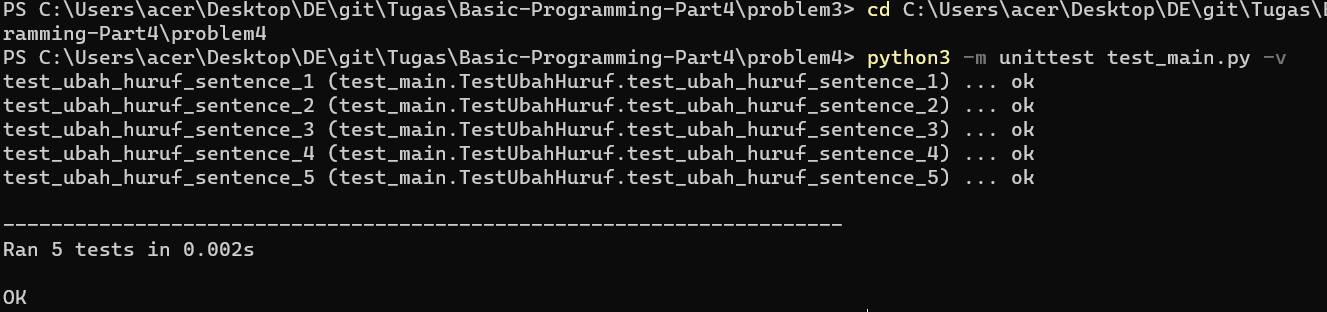 PS C:\Users\acer\Desktop\DE\git\Tugas\Basic-Programming-Part4\problem3> cd C:\Users\acer\Desktop\DE\git\Tugas\
ramming-Part4\problem4
PS C:\Users\acer\Desktop\DE\git\Tugas\Basic-Programming-Part4\problem4> python3 -m unittest test_main.py -v
test_ubah_huruf_sentence_1 (test_main.TestUbahHuruf.test_ubah_huruf_sentence_1) ... ok
test_ubah_huruf_sentence_2 (test_main.TestUbahHuruf.test_ubah_huruf_sentence_2) ... ok
test_ubah_huruf_sentence_3 (test_main.TestUbahHuruf.test_ubah_huruf_sentence_3) ... ok
test_ubah_huruf_sentence_4 (test_main.TestUbahHuruf.test_ubah_huruf_sentence_4) ... ok
test_ubah_huruf_sentence_5 (test_main.TestUbahHuruf.test_ubah_huruf_sentence_5) ... ok
----------------------------------------------------------------------
Ran 5 tests in 0.002s
OK